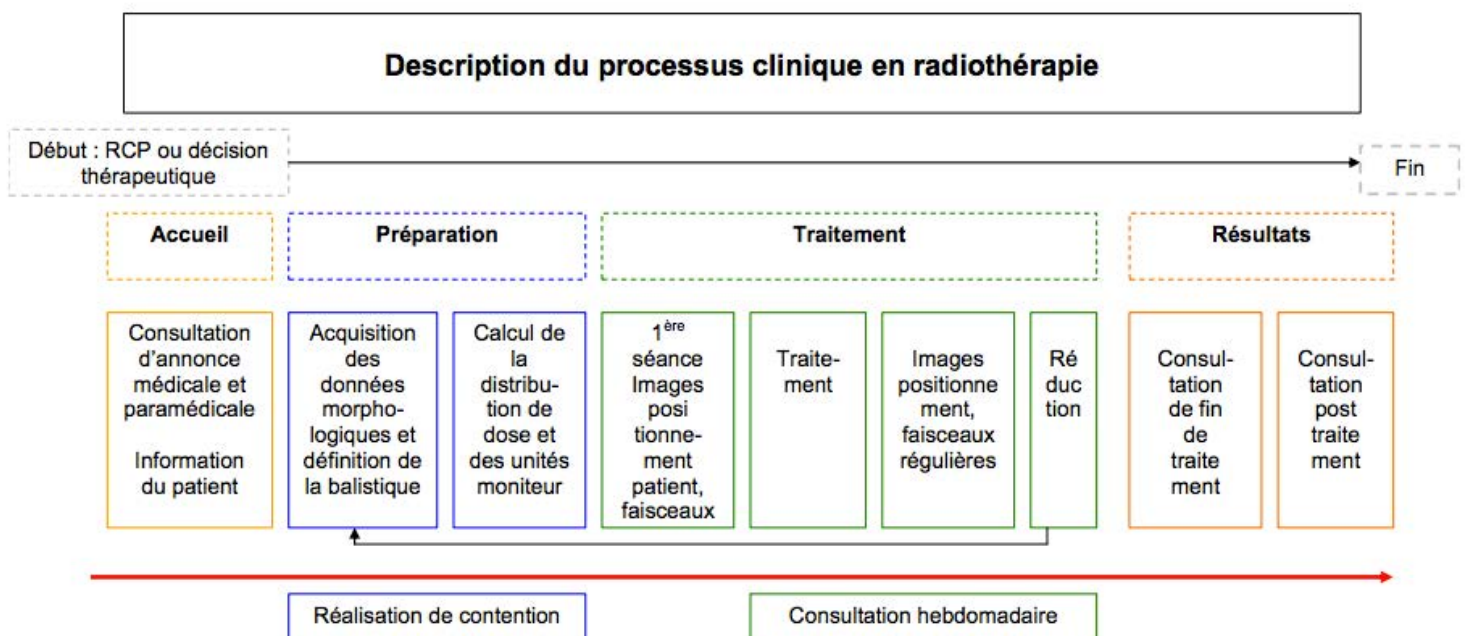 Description du processus clinique en radiothérapie
Début : RCP ou décision
thérapeutique
Fin
Accueil
Préparation
Traitement
Résultats
Consultation
d'annonce
médicale et
paramédicale
Information
du patient
Acquisition
des
données
morpho-
logiques et
définition de
la balistique
Calcul de
la
distribu-
tion de
dose et
des unités
moniteur
1ère
séance
Images
posi
tionne-
ment
patient,
faisceaux
Traite-
ment
Images
positionne
ment,
faisceaux
régulières
Ré
duc
tion
Consul-
tation
de fin
de
traite
ment
Consul-
tation
post
traite
ment
Réalisation de contention
Consultation hebdomadaire